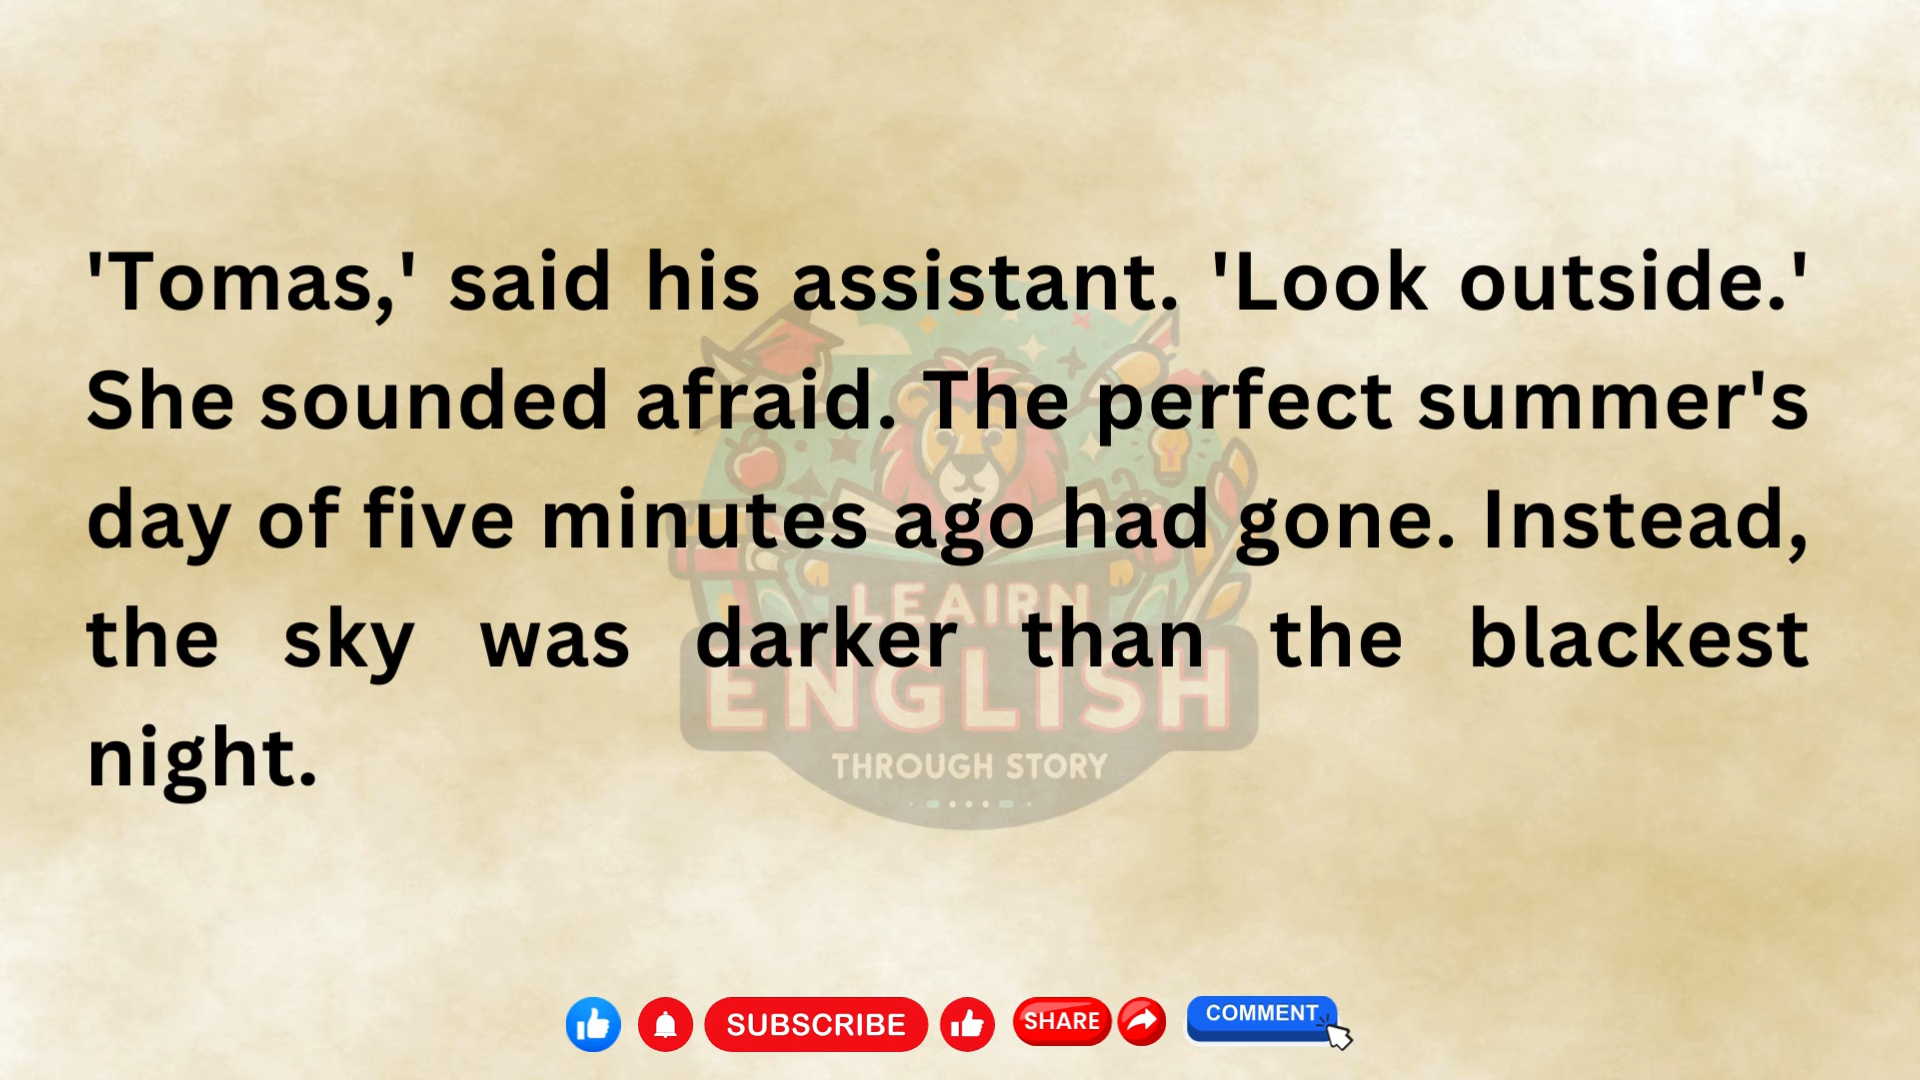 'Tomas,' said his assistant. 'Look outside.'
She sounded afraid. The perfect summer's
day of five minutes ago had gone. Instead,
the sky was darker than the blackest
night.
LEAIRN
ENGLISH
THROUGH STORY
SUBSCRIBE
SHARE
COMMENT